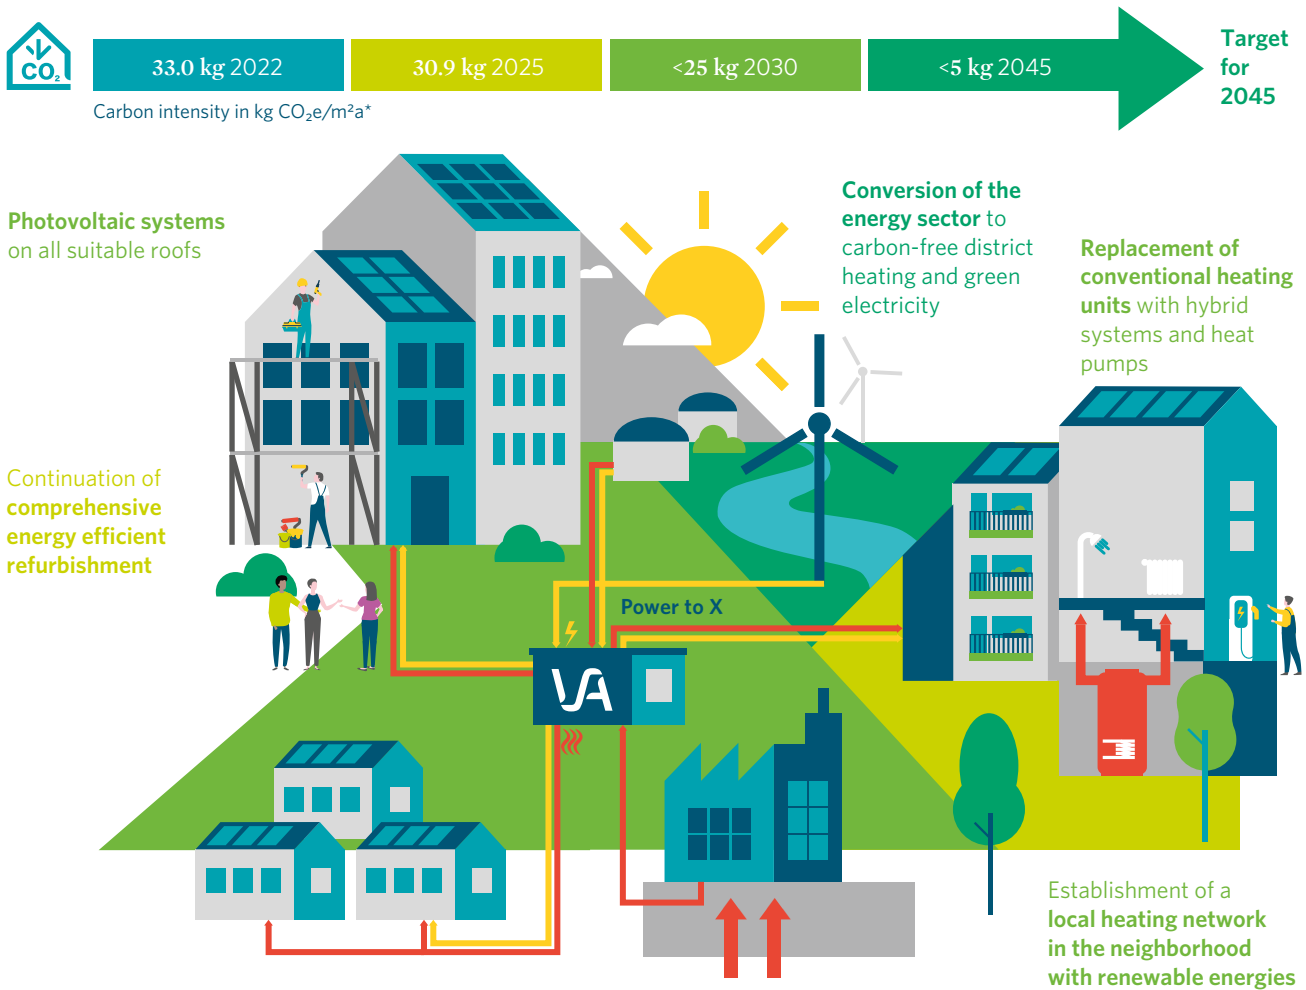 CO₂
33.0 kg 2022
30.9 kg 2025
<25 kg 2030
<5 kg 2045
Target
for
2045
Carbon intensity in kg CO₂e/m²a*
Photovoltaic systems
on all suitable roofs
Conversion of the
energy sector to
carbon-free district
heating and green
electricity
Replacement of
conventional heating
units with hybrid
systems and heat
pumps
Continuation of
comprehensive
energy efficient
refurbishment
Power to X
VA
Establishment of a
local heating network
in the neighborhood
with renewable energies